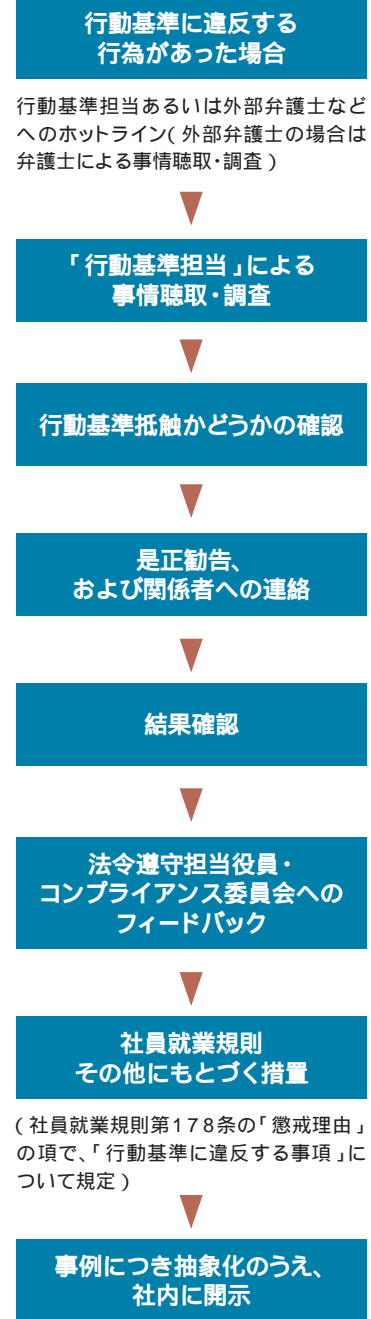 行動基準に違反する
行為があった場合
行動基準担当あるいは外部弁護士など
へのホットライン(外部弁護士の場合は
弁護士による事情聴取・調査)
「行動基準担当」による
事情聴取・調査
行動基準抵触かどうかの確認
是正勧告、
および関係者への連絡
結果確認
法令遵守担当役員・
コンプライアンス委員会への
フィードバック
社員就業規則
その他にもとづく措置
(社員就業規則第178条の「懲戒理由」
の項で、「行動基準に違反する事項」に
ついて規定)
事例につき抽象化のうえ、
社内に開示